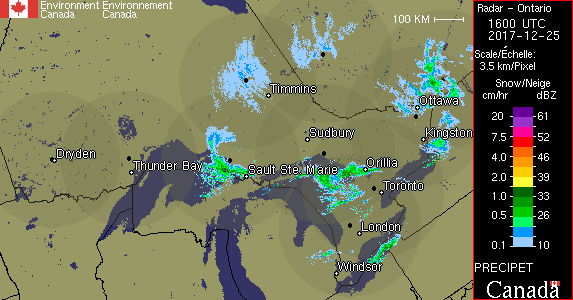 Environment Environnement
Canada Canada
100 KM
Timmins
Ottawa
Sudbury
Kingston
Dryden
Thunder Bay
Sault Ste. Marie
Orillia
Toronto
London
Windsor
Radar - Ontario
1600 UTC
2017-12-25
Scale/Échelle:
3.5 km/Pixel
Snow/Neige
cm/hr dBZ
20 61
7.5 52
4.0 46
2.0 39
1.0 33
0.5 26
0.1 10
PRECIPET
Canada